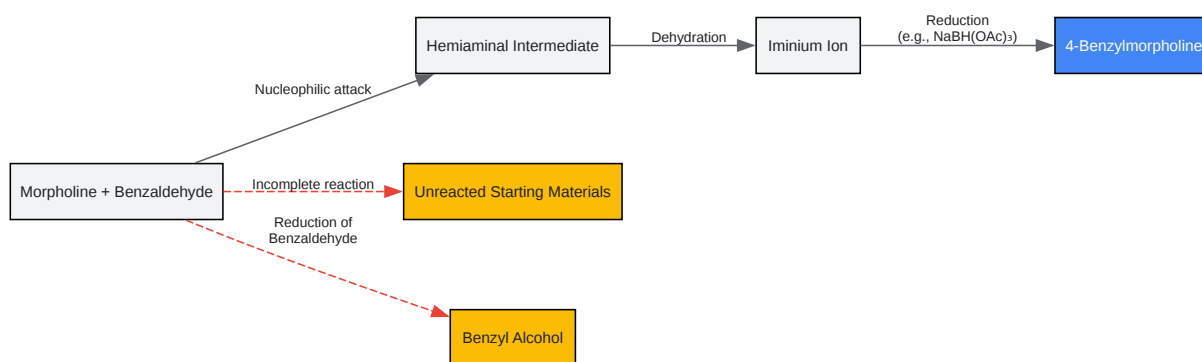 Reduction
(e.g., NaBH(OAc)₃)
Hemiaminal Intermediate
Dehydration
Iminium Ion
4-Benzylmorpholine
Nucleophilic attack
Morpholine + Benzaldehyde
Incomplete reaction
Unreacted Starting Materials
Reduction of
Benzaldehyde
Benzyl Alcohol